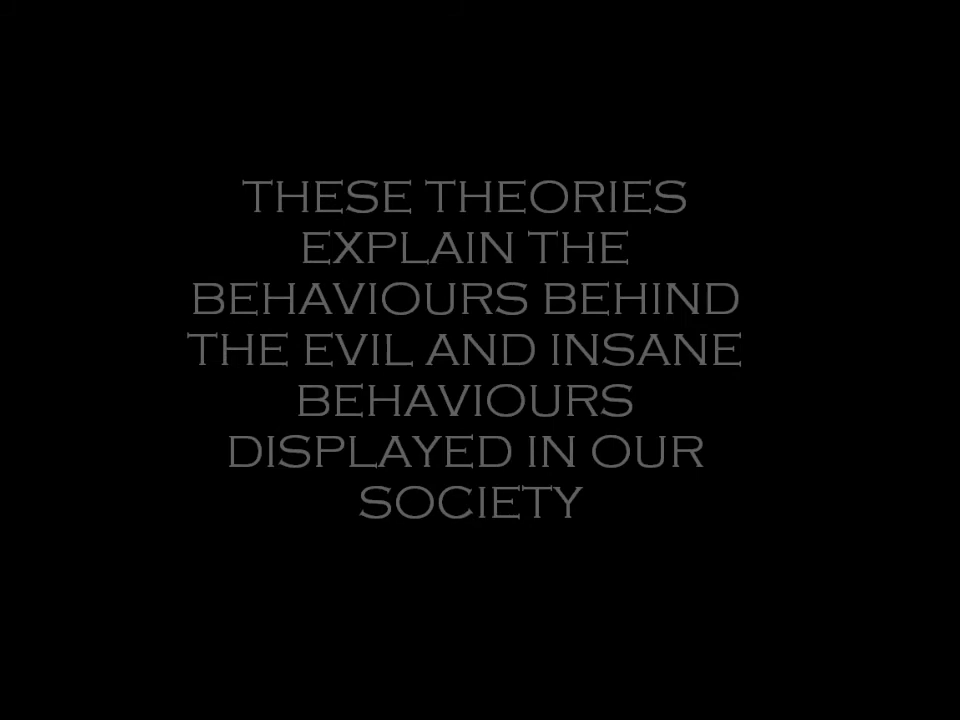 THESE THEORIES
EXPLAIN THE
BEHAVIOURS BEHIND
THE EVIL AND INSANE
BEHAVIOURS
DISPLAYED IN OUR
SOCIETY